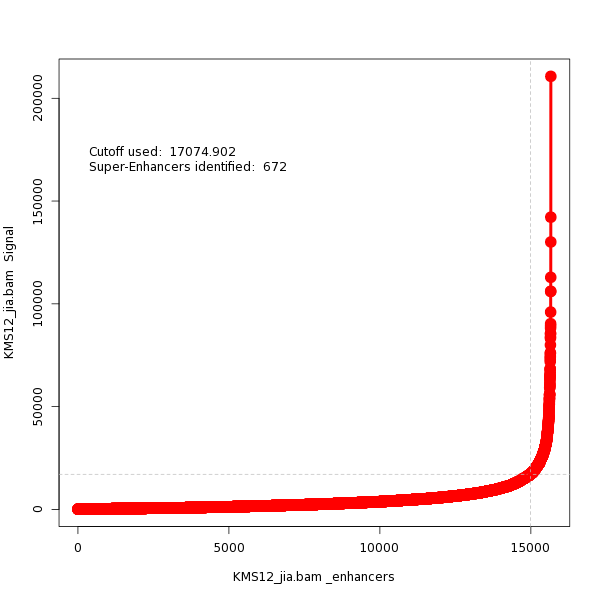 Cutoff used:  17074.902
Super-Enhancers identified:  672
KMS12_jia.bam  Signal
200000
150000
100000
50000
0
0 5000 10000 15000
KMS12_jia.bam _enhancers